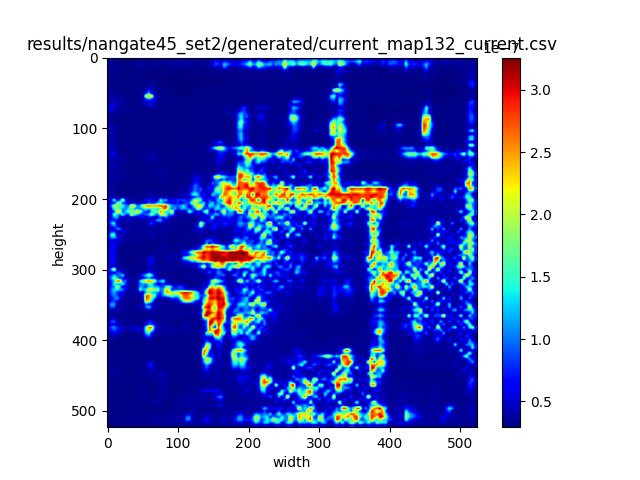 results/nangate45_set2/generated/current_map132_current.csv
1e−7
0
100
200
300
400
500
height
0 100 200 300 400 500
width
3.0
2.5
2.0
1.5
1.0
0.5